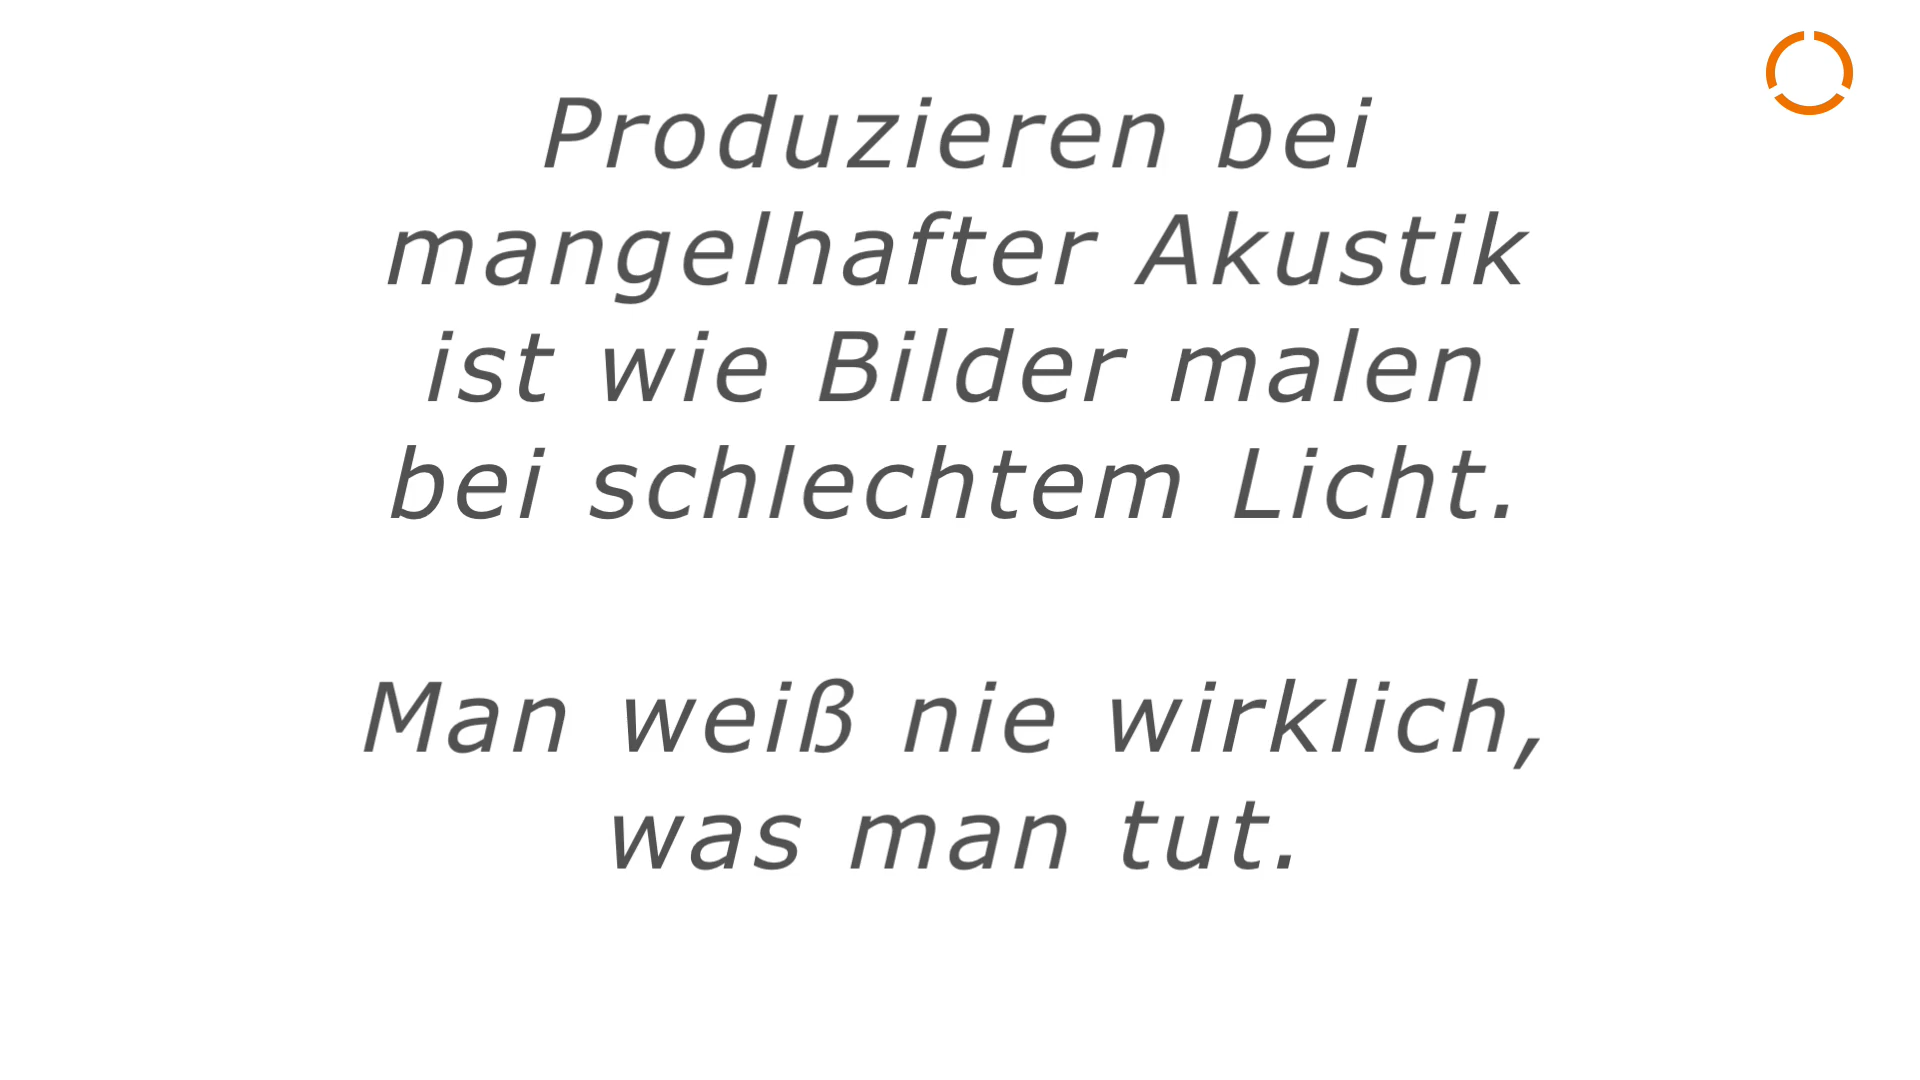 Produzieren bei
mangelhafter Akustik
ist wie Bilder malen
bei schlechtem Licht.
Man weiß nie wirklich,
was man tut.